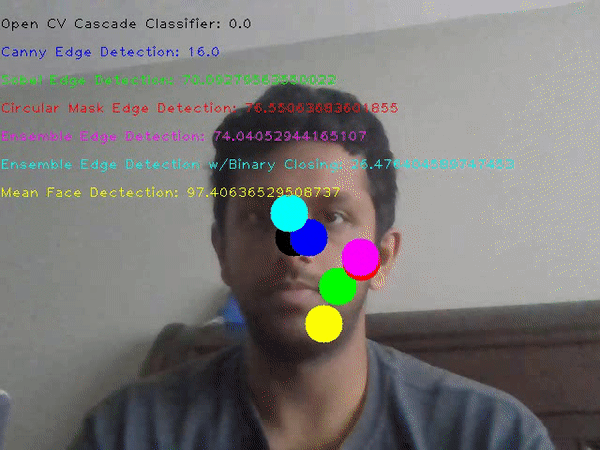 Open CV Cascade Classifier: 0.0
Canny Edge Detection: 16.0
Sobel Edge Detection:
Circular Mask Edge Detection: 76.55063683601855
Ensemble Edge Detection: 74.04052944165107
Ensemble Edge Detection w/Binary Closing:
Mean Face Dectection: 97.40636529508737